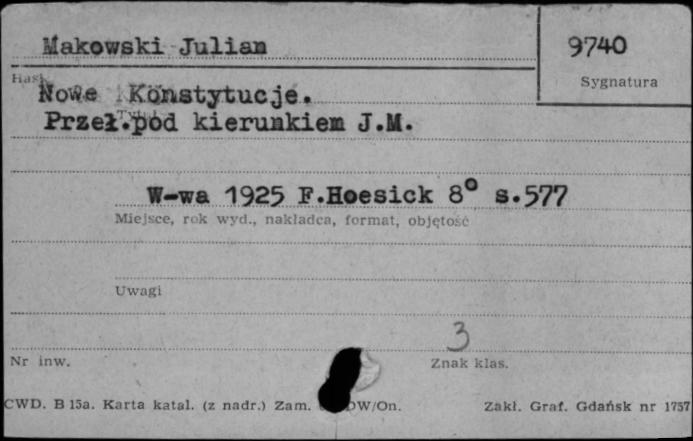 Makowski Julian
9740
Sygnatura
Hasł
Nowe Konstytucje.
Przeł.pod kierunkiem J.M.
W-wa 1925 F.Hoesick 8° s.577
Miejsce, rok wyd., nakładca, format, objętość
Uwagi
3
Nr inw.
Znak klas.
CWD. B 15a. Karta katal. (z nadr.) Zam. DW/On.
Zakł. Graf. Gdańsk nr 1757